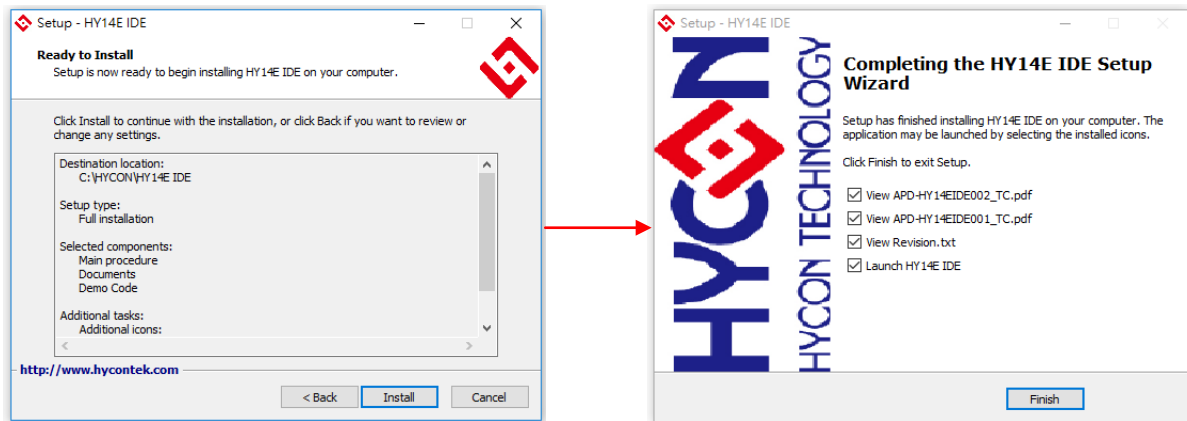 Setup - HY14E IDE
Ready to Install
Setup is now ready to begin installing HY14E IDE on your computer.
Click Install to continue with the installation, or click Back if you want to review or
change any settings.
Destination location:
C:\HYCON\HY14E IDE
Setup type:
Full installation
Selected components:
Main procedure
Documents
Demo Code
Additional tasks:
Additional icons:
http://www.hycontek.com
< Back
Install
Cancel
Setup - HY14E IDE
HYCON
HYCON TECHNOLOGY
Completing the HY14E IDE Setup
Wizard
Setup has finished installing HY14E IDE on your computer. The
application may be launched by selecting the installed icons.
Click Finish to exit Setup.
View APD-HY14EIDE002_TC.pdf
View APD-HY14EIDE001_TC.pdf
View Revision.txt
Launch HY14E IDE
Finish